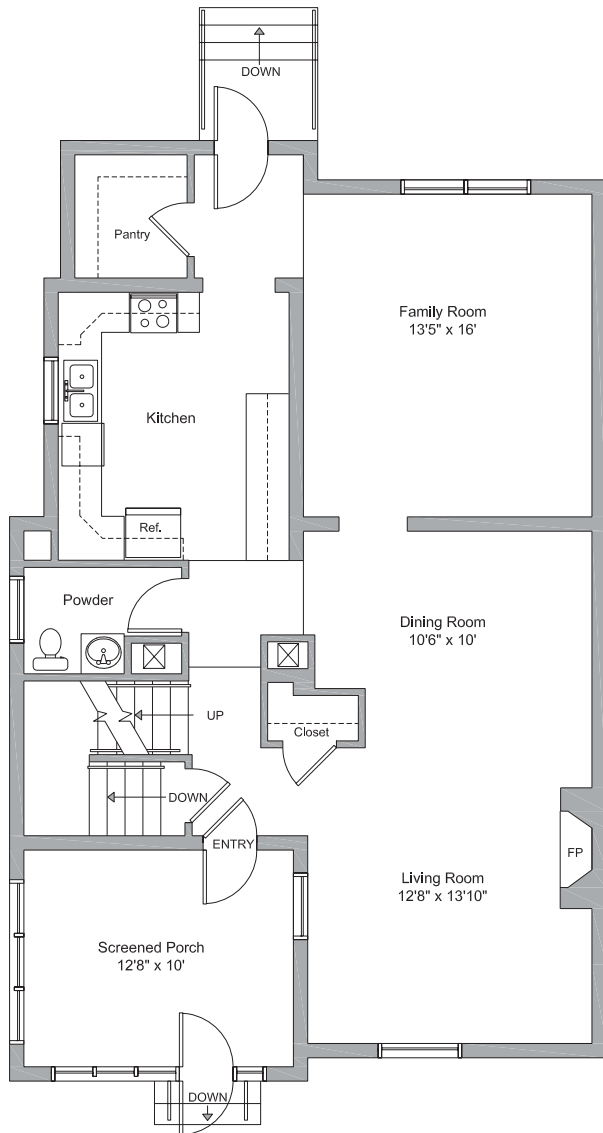 DOWN
Pantry
Family Room
13'5" x 16'
Kitchen
Ref.
Powder
Dining Room
10'6" x 10'
UP
Closet
DOWN
ENTRY
FP
Living Room
12'8" x 13'10"
Screened Porch
12'8" x 10'
DOWN